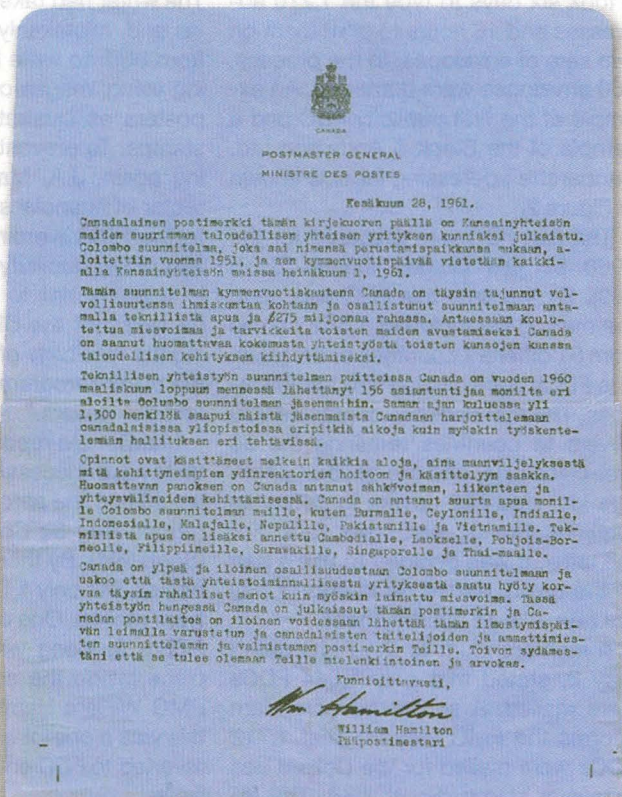 CANADA
POSTMASTER GENERAL
MINISTRE DES POSTES
Kesäkuun 28, 1961.
Canadalainen postimerkki tämän kirjekuoren päällä on Kansainyhteisön
maiden suurimman taloudellisen yhteisen yrityksen kunniaksi julkaistu.
Colombo suunnitelma, joka sai nimensä perustamispaikkansa mukaan, a-
loitettiin vuonna 1951, ja sen kymmenvuotispäivää vietetään kaikki-
alla Kansainyhteisön maissa heinäkuun 1, 1961.
Tämän suunnitelman kymmenvuotiskautena Canada on täysin tajunnut vel-
vollisuutensa ihmiskuntaa kohtaan ja osallistunut suunnitelmaan anta-
malla teknillistä apua ja $275 miljoonaa rahassa. Antaessaan koulu-
tettua miesvoimaa ja tarvikkeita toisten maiden avustamiseksi Canada
on saanut huomattavaa kokemusta yhteistyöstä toisten kansojen kanssa
taloudellisen kehityksen kiihdyttämiseksi.
Teknillisen yhteistyön suunnitelman puitteissa Canada on vuoden 1960
maaliskuun loppuun mennessä lähettänyt 156 asiantuntijaa monilta eri
aloilta Colombo suunnitelman jäsenmaihin. Saman ajan kuluessa yli
1,300 henkilöä saapui näistä jäsenmaista Canadaan harjoittelemaan
canadalaisissa yliopistoissa eripitkiä aikoja kuin myöskin työskente-
lemään hallituksen eri tehtävissä.
Opinnot ovat käsittäneet melkein kaikkia aloja, aina maanviljelyksestä
mitä kehittyneimpien ydinreaktorien hoitoon ja käsittelyyn saakka.
Huomattavan panoksen on Canada antanut sähkövoiman, liikenteen ja
yhteysvälineiden kehittämisessä. Canada on antanut suurta apua monil-
le Colombo suunnitelman maille, kuten Burmalle, Ceylonille, Indialle,
Indonesialle, Malajalle, Nepalille, Pakistanille ja Vietnamille. Tek-
nillistä apua on lisäksi annettu Cambodialle, Laokselle, Pohjois-Bor-
neolle, Filippiineille, Sarawakille, Singaporelle ja Thai-maalle.
Canada on ylpeä ja iloinen osallisuudestaan Colombo suunnitelmaan ja
uskoo että tästä yhteistoiminnallisesta yrityksestä saatu hyöty kor-
vaa täysin rahalliset menot kuin myöskin lainattu miesvoima. Tässä
yhteistyön hengessä Canada on julkaissut tämän postimerkin ja Ca-
nadan postilaitos on iloinen voidessaan lähettää tämän ilmestymispäi-
vän leimalla varustetun ja canadalaisten taiteilijoiden ja ammattimies-
ten suunnitteleman ja valmistaman postimerkin Teille. Toivon sydämes-
täni että se tulee olemaan Teille mielenkiintoinen ja arvokas.
Kunnioittavasti,
Wm Hamilton
William Hamilton
Pääpostimestari